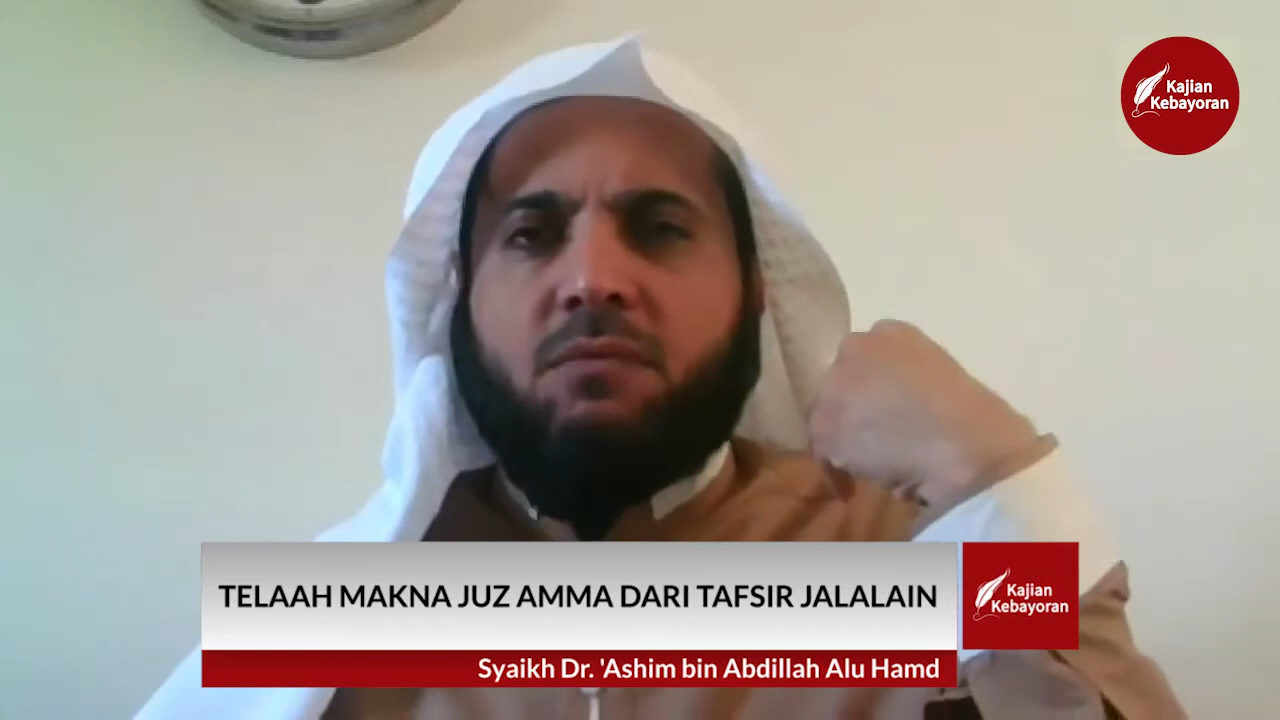 Kajian
Kebayoran
TELAAH MAKNA JUZ AMMA DARI TAFSIR JALALAIN
Kajian
Kebayoran
Syaikh Dr. 'Ashim bin Abdillah Alu Hamd